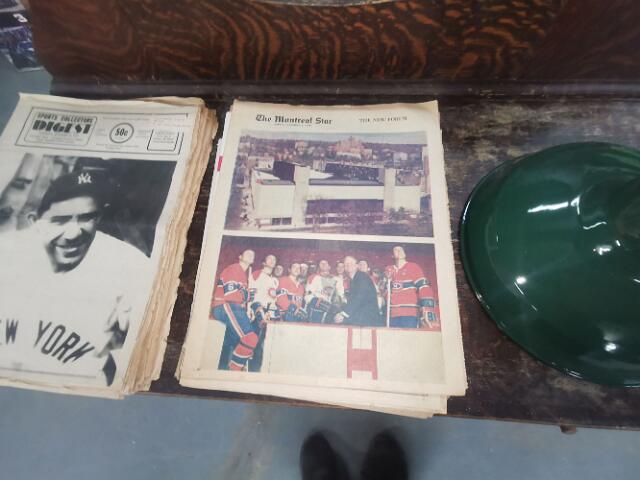 SPORTS COLLECTORS
DIGEST
50¢
NY
NEW YORK
The Montreal Star
THE NEW FORUM